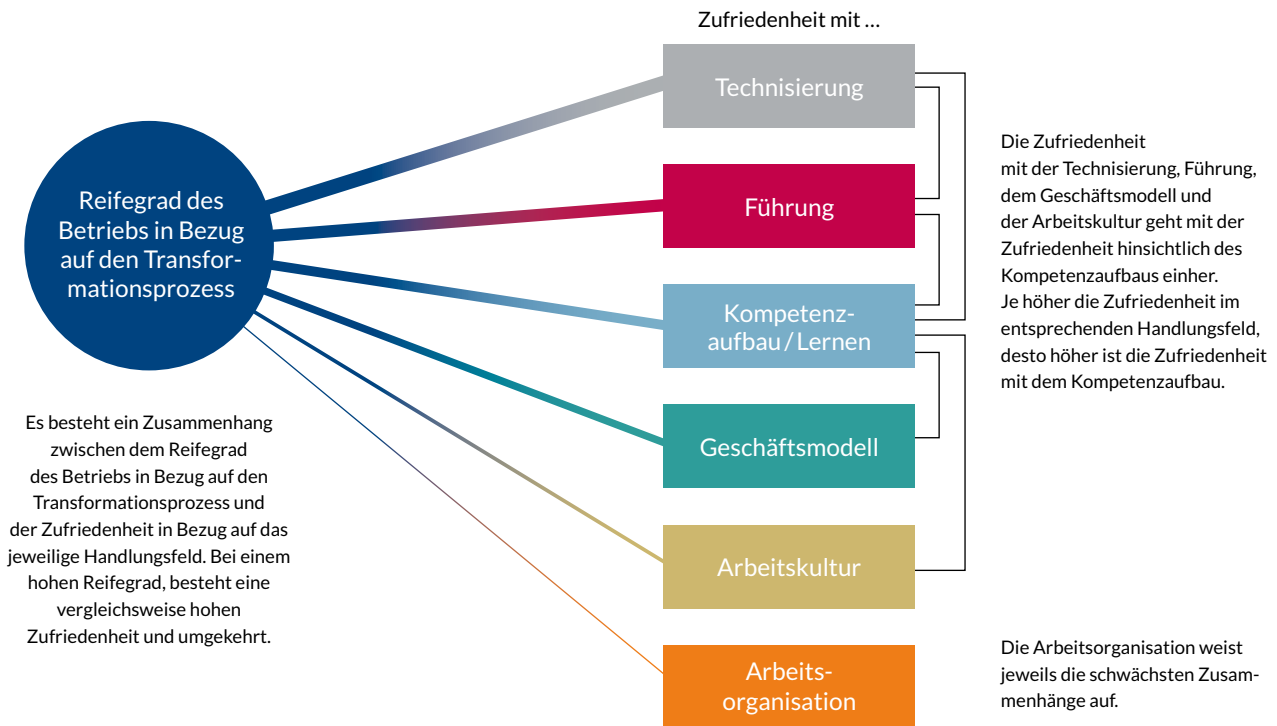 Zufriedenheit mit ...
Reifegrad des
Betriebs in Bezug
auf den Transfor-
mationsprozess
Es besteht ein Zusammenhang
zwischen dem Reifegrad
des Betriebs in Bezug auf den
Transformationsprozess und
der Zufriedenheit in Bezug auf das
jeweilige Handlungsfeld. Bei einem
hohen Reifegrad, besteht eine
vergleichsweise hohen
Zufriedenheit und umgekehrt.
Technisierung
Führung
Kompetenz-
aufbau / Lernen
Geschäftsmodell
Arbeitskultur
Arbeits-
organisation
Die Zufriedenheit
mit der Technisierung, Führung,
dem Geschäftsmodell und
der Arbeitskultur geht mit der
Zufriedenheit hinsichtlich des
Kompetenzaufbaus einher.
Je höher die Zufriedenheit im
entsprechenden Handlungsfeld,
desto höher ist die Zufriedenheit
mit dem Kompetenzaufbau.
Die Arbeitsorganisation weist
jeweils die schwächsten Zusam-
menhänge auf.